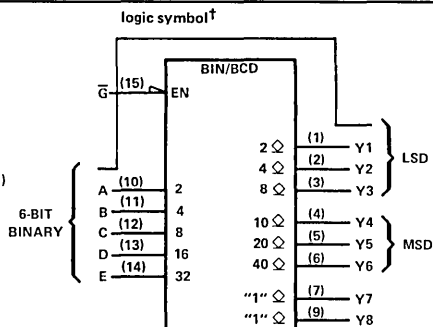 logic symbol†
BIN/BCD
G (15) EN
2 (1) Y1
4 (2) Y2 LSD
8 (3) Y3
)
A (10) 2
B (11) 4
6-BIT BINARY
C (12) 8
D (13) 16
E (14) 32
10 (4) Y4
20 (5) Y5 MSD
40 (6) Y6
"1" (7) Y7
"1" (9) Y8